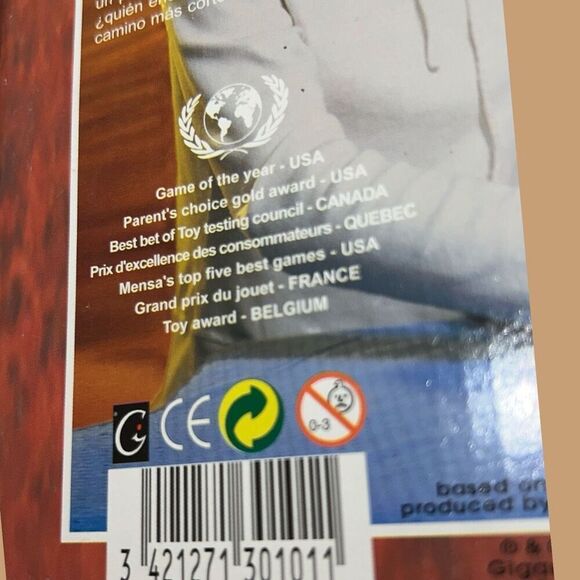 ¿quién
camino más
Game of the year - USA
Parent's choice gold award - USA
Best bet of Toy testing council - CANADA
Prix d'excellence des consommateurs - QUEBEC
Mensa's top five best games - USA
Grand prix du jouet - FRANCE
Toy award - BELGIUM
G CE 0-3
based on
produced by
® &
3 421271 301011